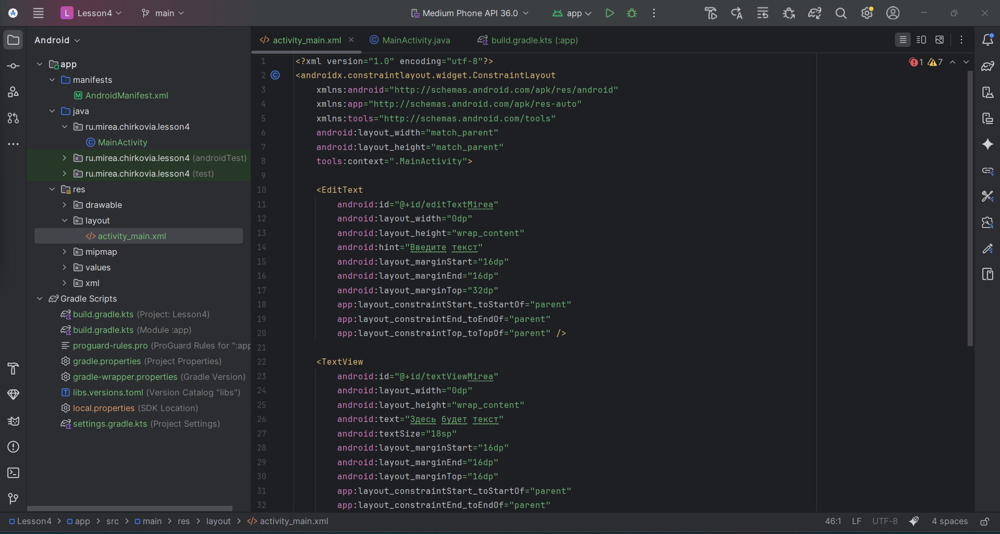 L Lesson4 main Medium Phone API 36.0 app
Android
activity_main.xml MainActivity.java build.gradle.kts (:app)
app
manifests
AndroidManifest.xml
java
ru.mirea.chirkovia.lesson4
MainActivity
ru.mirea.chirkovia.lesson4 (androidTest)
ru.mirea.chirkovia.lesson4 (test)
res
drawable
layout
activity_main.xml
mipmap
values
xml
Gradle Scripts
build.gradle.kts (Project: Lesson4)
build.gradle.kts (Module :app)
proguard-rules.pro (ProGuard Rules for ":app
gradle.properties (Project Properties)
gradle-wrapper.properties (Gradle Version)
libs.versions.toml (Version Catalog "libs")
local.properties (SDK Location)
settings.gradle.kts (Project Settings)
1 7
1 <?xml version="1.0" encoding="utf-8"?>
2 <androidx.constraintlayout.widget.ConstraintLayout
3 xmlns:android="http://schemas.android.com/apk/res/android"
4 xmlns:app="http://schemas.android.com/apk/res-auto"
5 xmlns:tools="http://schemas.android.com/tools"
6 android:layout_width="match_parent"
7 android:layout_height="match_parent"
8 tools:context=".MainActivity">
9
10 <EditText
11 android:id="@+id/editTextMirea"
12 android:layout_width="0dp"
13 android:layout_height="wrap_content"
14 android:hint="Введите текст"
15 android:layout_marginStart="16dp"
16 android:layout_marginEnd="16dp"
17 android:layout_marginTop="32dp"
18 app:layout_constraintStart_toStartOf="parent"
19 app:layout_constraintEnd_toEndOf="parent"
20 app:layout_constraintTop_toTopOf="parent" />
21
22 <TextView
23 android:id="@+id/textViewMirea"
24 android:layout_width="0dp"
25 android:layout_height="wrap_content"
26 android:text="Здесь будет текст"
27 android:textSize="18sp"
28 android:layout_marginStart="16dp"
29 android:layout_marginEnd="16dp"
30 android:layout_marginTop="16dp"
31 app:layout_constraintStart_toStartOf="parent"
32 app:layout_constraintEnd_toEndOf="parent"
Lesson4 > app > src > main > res > layout > activity_main.xml 46:1 LF UTF-8 4 spaces